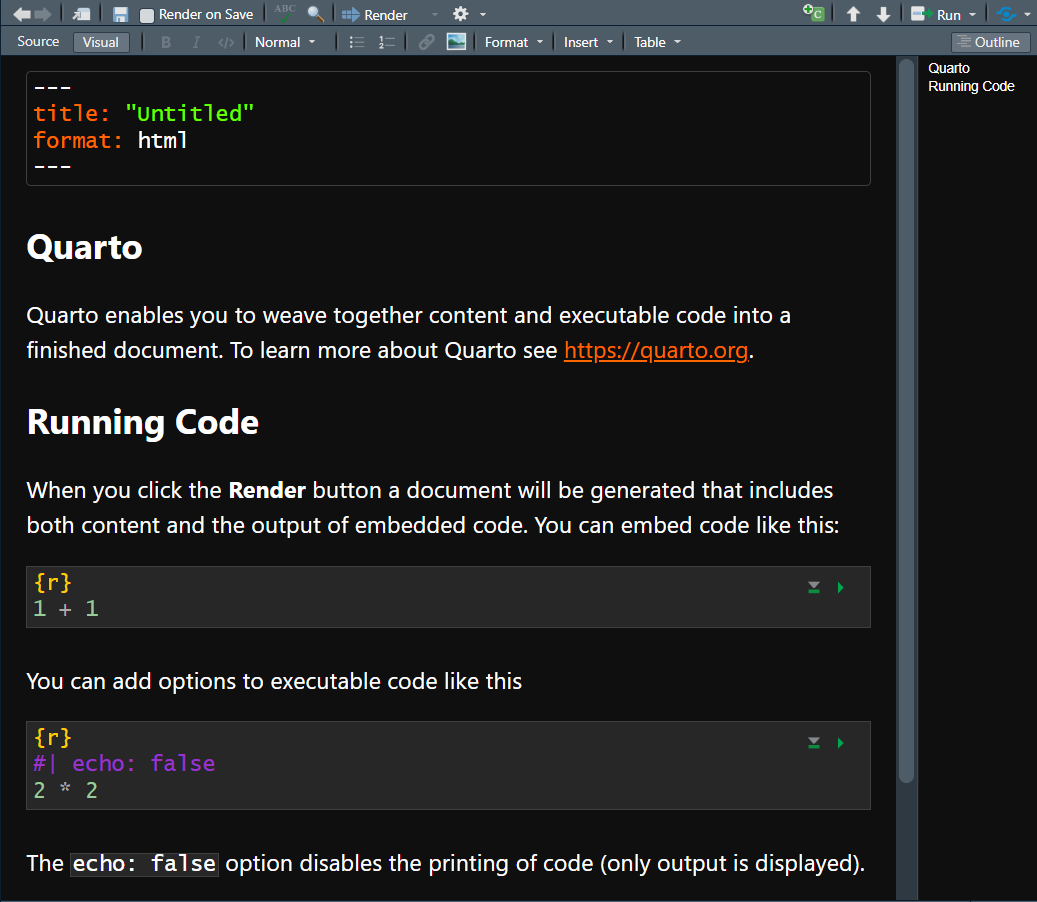 Render on Save ABC Render Run
Source Visual B I </> Normal Format Insert Table Outline
Quarto
Running Code
---
title: "Untitled"
format: html
---
Quarto
Quarto enables you to weave together content and executable code into a
finished document. To learn more about Quarto see https://quarto.org.
Running Code
When you click the Render button a document will be generated that includes
both content and the output of embedded code. You can embed code like this:
{r}
1 + 1
You can add options to executable code like this
{r}
#| echo: false
2 * 2
The echo: false option disables the printing of code (only output is displayed).